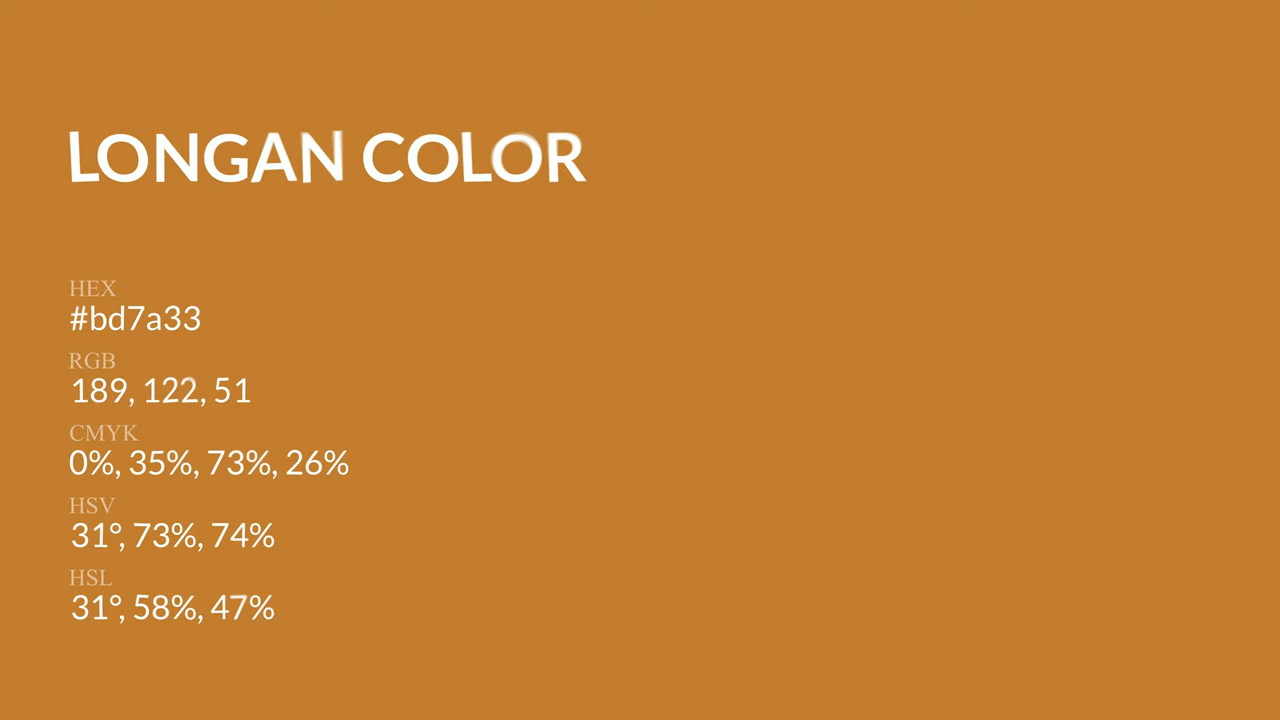 LONGAN COLOR
HEX
#bd7a33
RGB
189, 122, 51
CMYK
0%, 35%, 73%, 26%
HSV
31°, 73%, 74%
HSL
31°, 58%, 47%